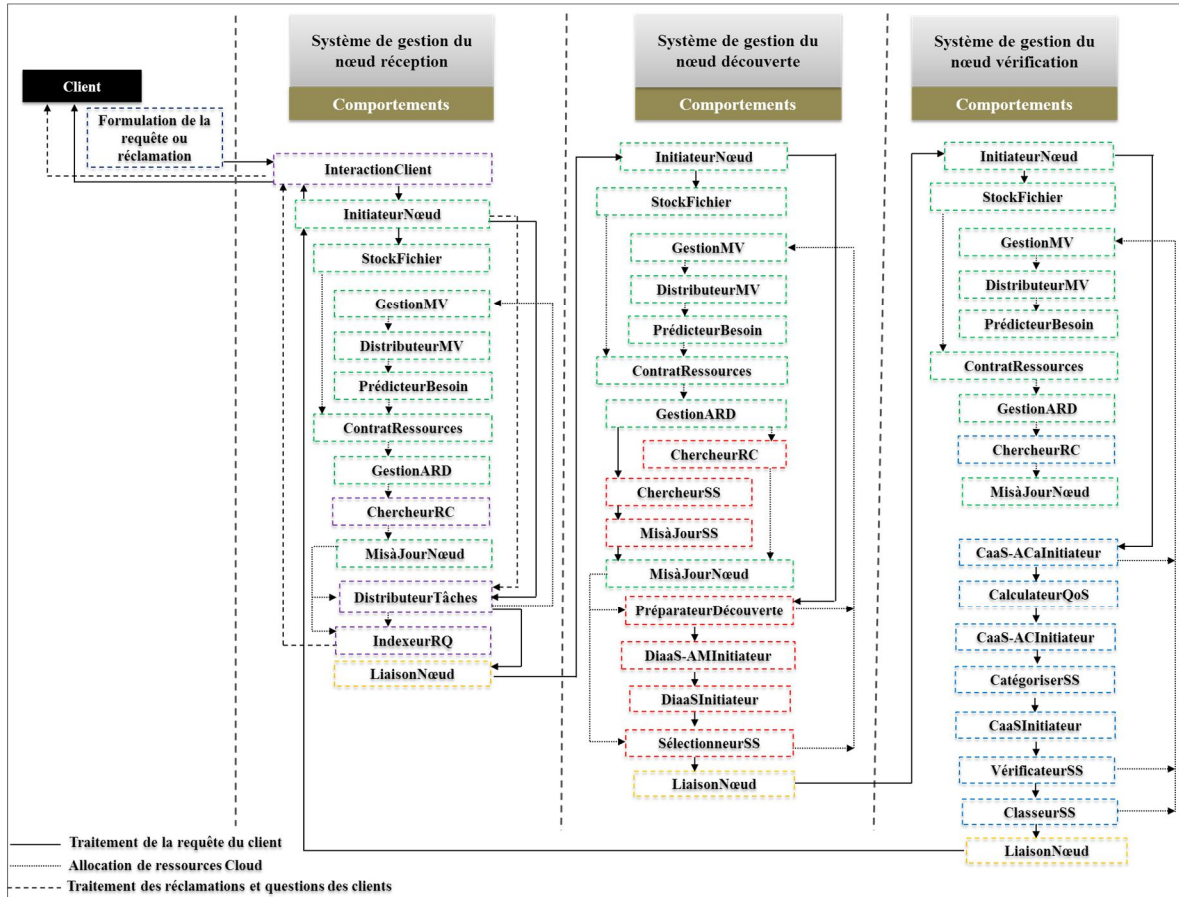 Client
Formulation de la
requête ou
réclamation
Système de gestion du
nœud réception
Comportements
InteractionClient
InitiateurNœud
StockFichier
GestionMV
DistributeurMV
PrédicteurBesoin
ContratRessources
GestionARD
ChercheurRC
MisàJourNœud
DistributeurTâches
IndexeurRQ
LiaisonNœud
Système de gestion du
nœud découverte
Comportements
InitiateurNœud
StockFichier
GestionMV
DistributeurMV
PrédicteurBesoin
ContratRessources
GestionARD
ChercheurRC
ChercheurSS
MisàJourSS
MisàJourNœud
PréparateurDécouverte
DiaaS-AMInitiateur
DiaaSInitiateur
SélectionneurSS
LiaisonNœud
Système de gestion du
nœud vérification
Comportements
InitiateurNœud
StockFichier
GestionMV
DistributeurMV
PrédicteurBesoin
ContratRessources
GestionARD
ChercheurRC
MisàJourNœud
CaaS-ACaInitiateur
CalculateurQoS
CaaS-ACInitiateur
CatégoriserSS
CaaSInitiateur
VérificateurSS
ClasseurSS
LiaisonNœud
Traitement de la requête du client
Allocation de ressources Cloud
Traitement des réclamations et questions des clients